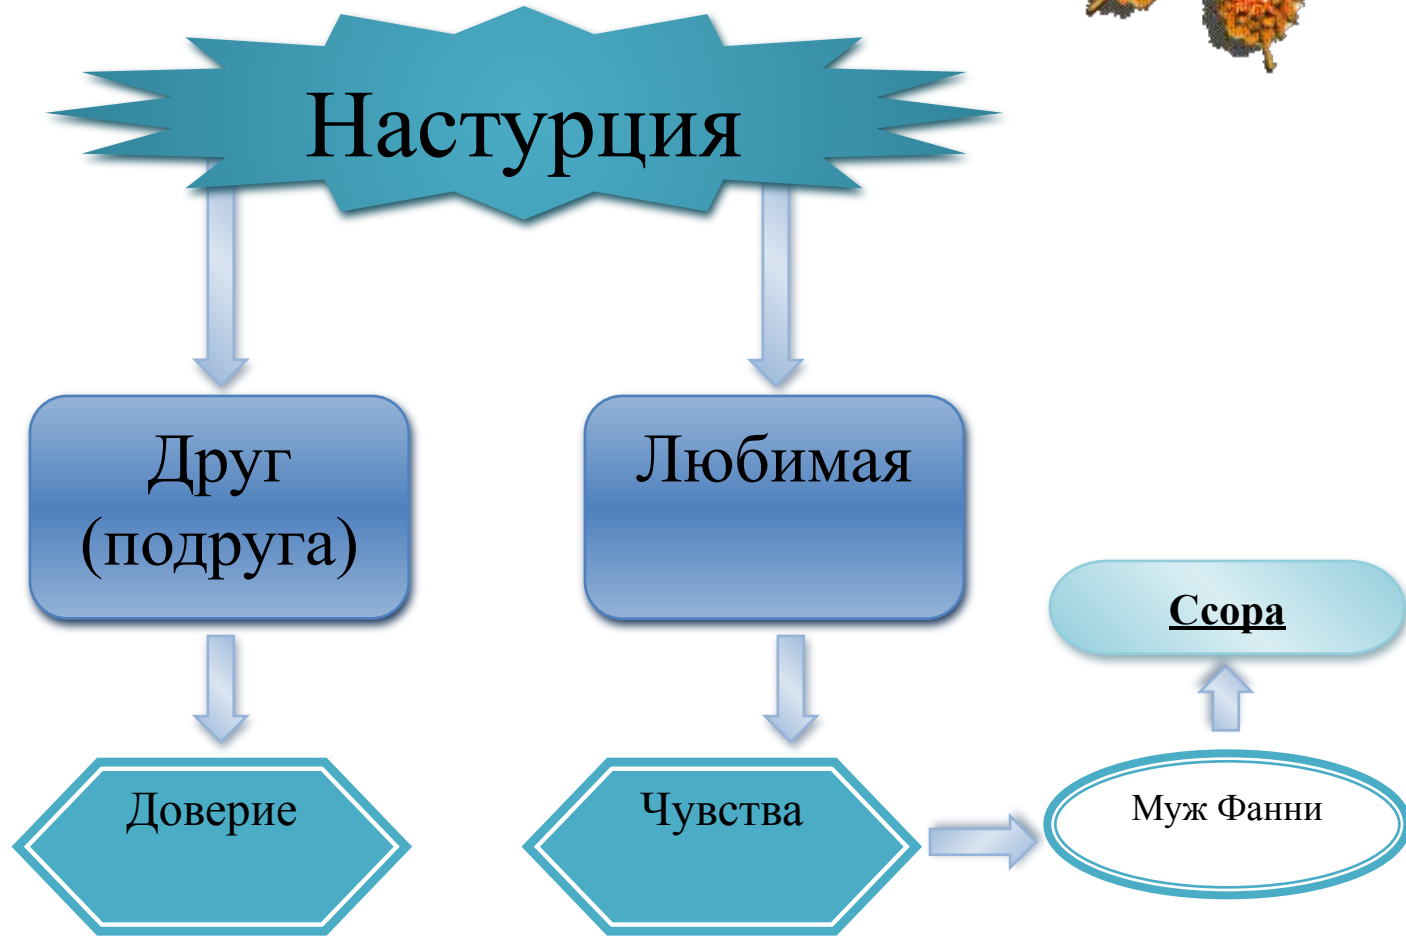 Настурция
Друг
(подруга)
Любимая
Ссора
Доверие
Чувства
Муж Фанни